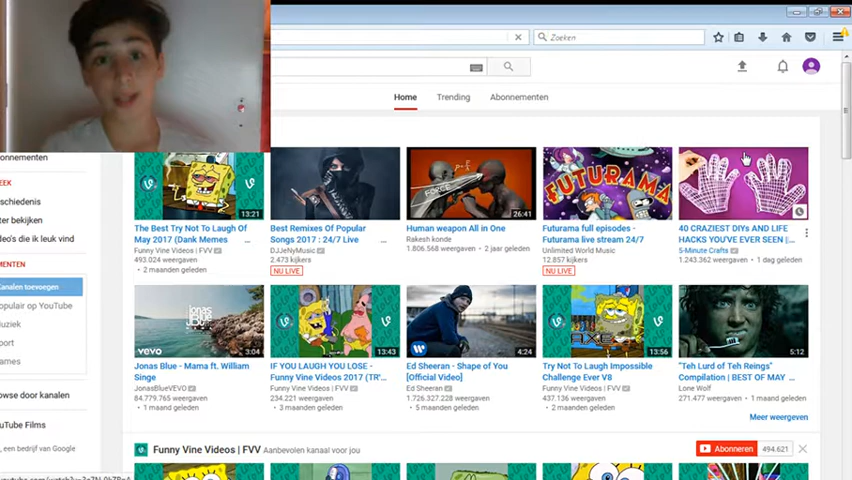 Zoeken
Home
Trending
Abonnementen
nnementen
EEK
schiedenis
ter bekijken
deo's die ik leuk vind
MENTEN
Kanalen toevoegen
opulair op YouTube
uziek
port
ames
owse door kanalen
uTube Films
, een bedrijf van Google
13:21
The Best Try Not To Laugh Of
May 2017 (Dank Memes ...
Funny Vine Videos | FVV
493.024 weergaven
• 2 maanden geleden
Best Remixes Of Popular
Songs 2017 : 24/7 Live ...
DJJeNyMusic
2.473 kijkers
NU LIVE
FORCE
26:41
Human weapon All in One
Rakesh konde
1.806.568 weergaven • 2 jaar geleden
FUTURAMA
Futurama full episodes -
Futurama live stream 24/7
Unlimited World Music
12.857 kijkers
NU LIVE
40 CRAZIEST DIYs AND LIFE
HACKS YOU'VE EVER SEEN |...
5-Minute Crafts
1.243.362 weergaven • 1 dag geleden
JONAS BLUE
vevo
3:04
Jonas Blue - Mama ft. William
Singe
JonasBlueVEVO
84.779.765 weergaven
• 1 maand geleden
13:43
IF YOU LAUGH YOU LOSE -
Funny Vine Videos 2017 (TR'...
Funny Vine Videos | FVV
234.221 weergaven
• 3 maanden geleden
4:24
Ed Sheeran - Shape of You
[Official Video]
Ed Sheeran
1.726.327.228 weergaven
• 5 maanden geleden
AXE
13:56
Try Not To Laugh Impossible
Challenge Ever V8
Funny Vine Videos | FVV
437.136 weergaven
• 2 maanden geleden
5:12
"Teh Lurd of Teh Reings"
Compilation | BEST OF MAY ...
Lone Wolf
271.477 weergaven • 1 maand geleden
Meer weergeven
Funny Vine Videos | FVV Aanbevolen kanaal voor jou
Abonneren 494.621